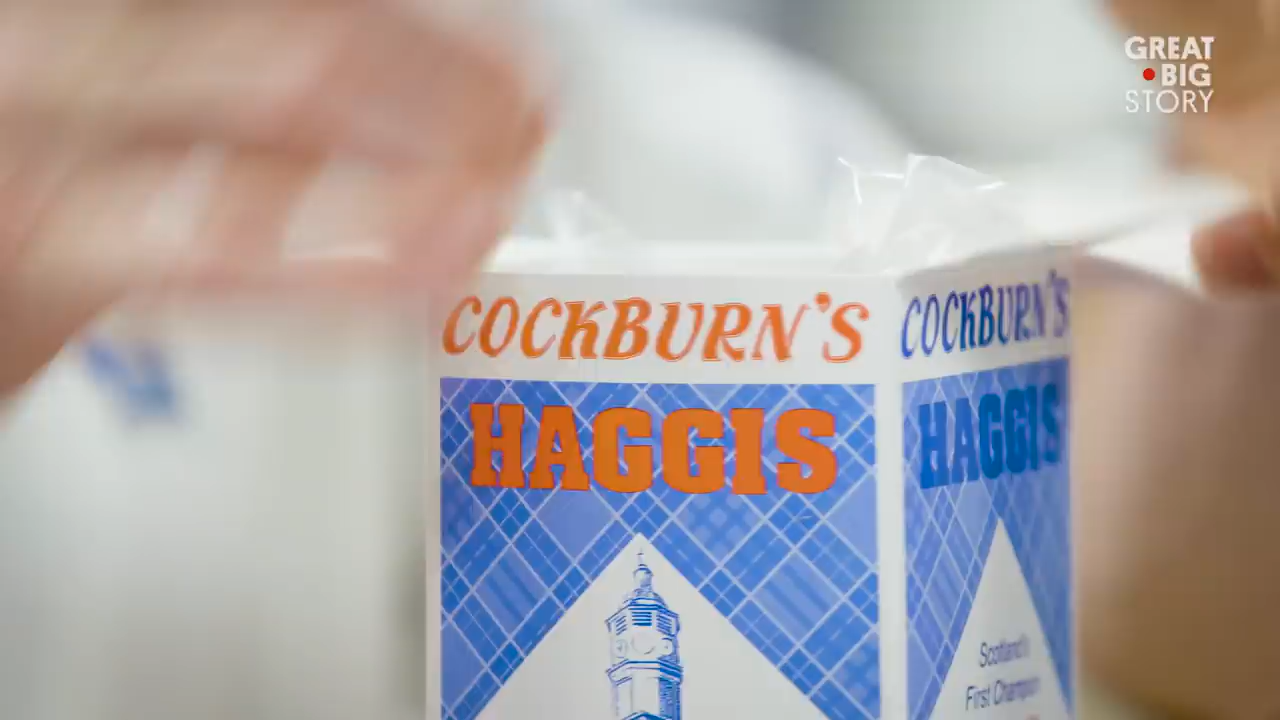 GREAT
BIG
STORY
COCKBURN'S
HAGGIS
COCKBURN'S
HAGGIS
Scotland's
First Champion